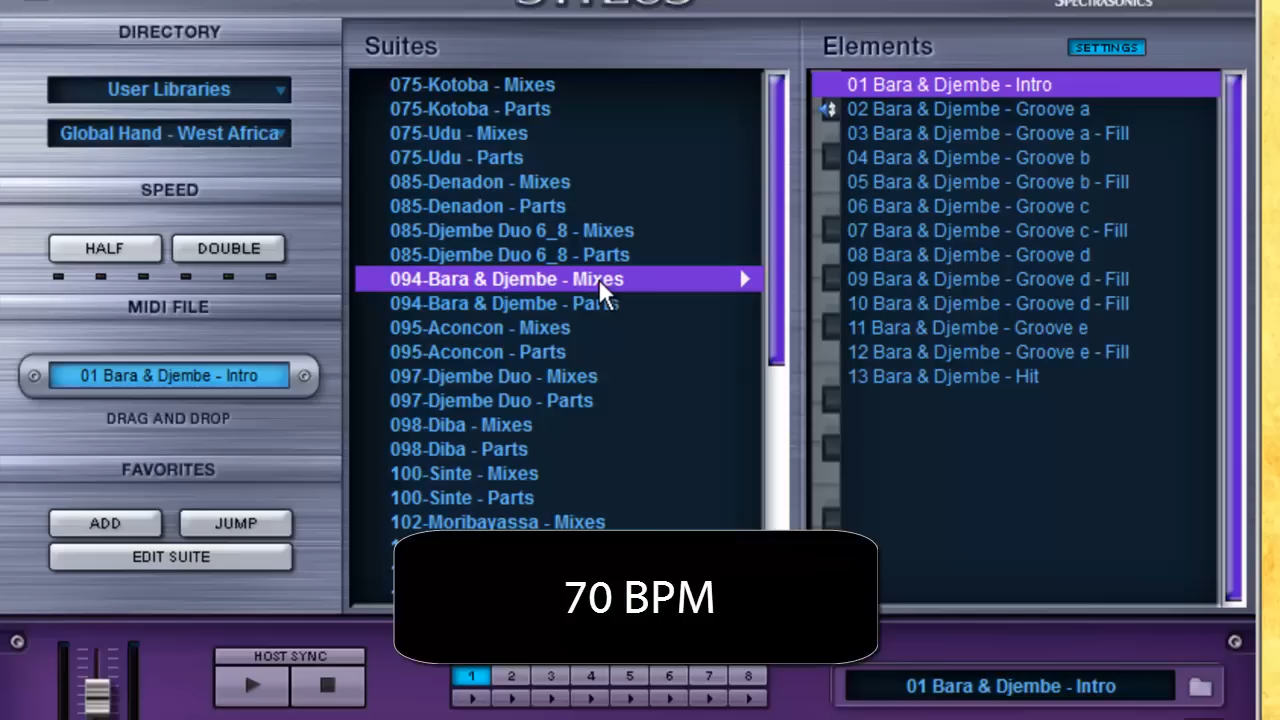 SPECTRASONICS
DIRECTORY
User Libraries
Global Hand - West Africa
SPEED
HALF
DOUBLE
MIDI FILE
01 Bara & Djembe - Intro
DRAG AND DROP
FAVORITES
ADD
JUMP
EDIT SUITE
Suites
075-Kotoba - Mixes
075-Kotoba - Parts
075-Udu - Mixes
075-Udu - Parts
085-Denadon - Mixes
085-Denadon - Parts
085-Djembe Duo 6_8 - Mixes
085-Djembe Duo 6_8 - Parts
094-Bara & Djembe - Mixes
094-Bara & Djembe - Parts
095-Aconcon - Mixes
095-Aconcon - Parts
097-Djembe Duo - Mixes
097-Djembe Duo - Parts
098-Diba - Mixes
098-Diba - Parts
100-Sinte - Mixes
100-Sinte - Parts
102-Moribayassa - Mixes
Elements
SETTINGS
01 Bara & Djembe - Intro
02 Bara & Djembe - Groove a
03 Bara & Djembe - Groove a - Fill
04 Bara & Djembe - Groove b
05 Bara & Djembe - Groove b - Fill
06 Bara & Djembe - Groove c
07 Bara & Djembe - Groove c - Fill
08 Bara & Djembe - Groove d
09 Bara & Djembe - Groove d - Fill
10 Bara & Djembe - Groove d - Fill
11 Bara & Djembe - Groove e
12 Bara & Djembe - Groove e - Fill
13 Bara & Djembe - Hit
70 BPM
HOST SYNC
1 2 3 4 5 6 7 8
01 Bara & Djembe - Intro